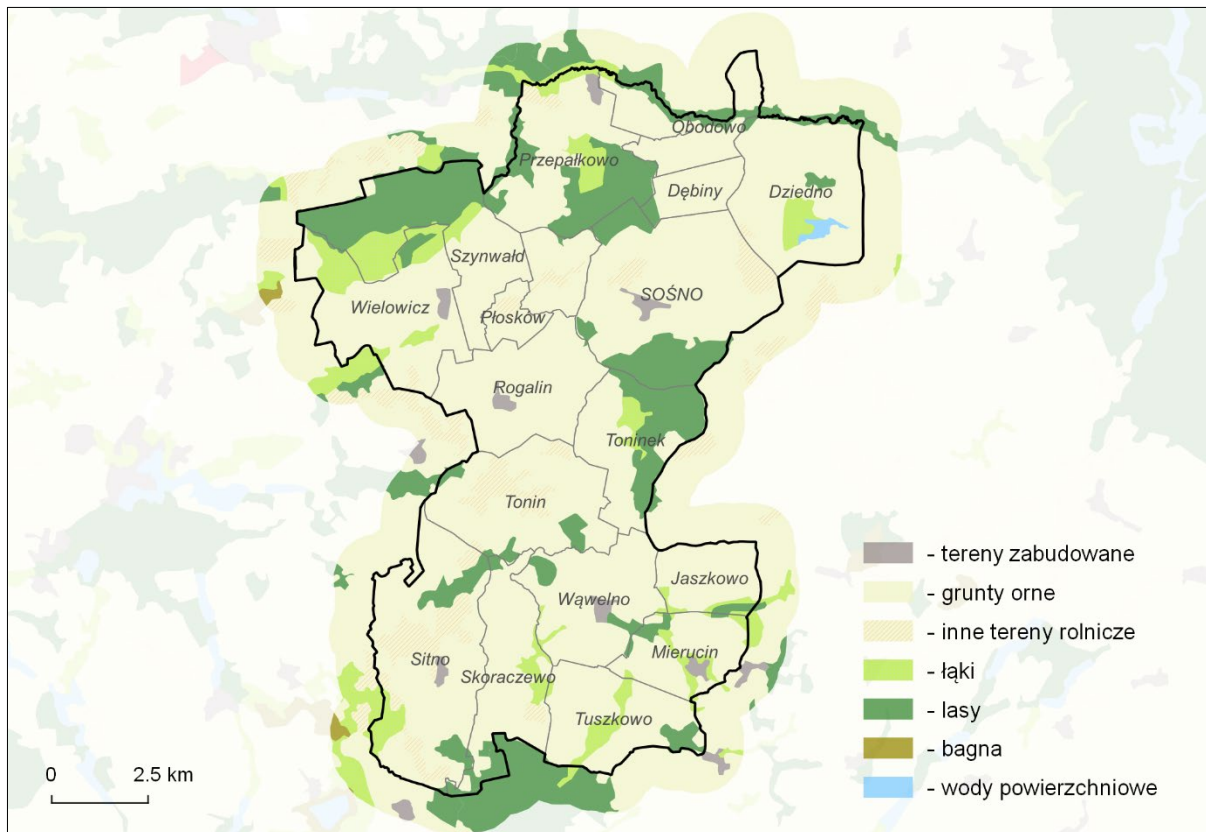 Obodowo
Przepałkowo
Dębiny
Dziedno
Szynwałd
SOŚNO
Wielowicz
Płosków
Rogalin
Toninek
Tonin
Jaszkowo
Wąwelno
Mierucin
Sitno
Skoraczewo
Tuszkowo
- tereny zabudowane
- grunty orne
- inne tereny rolnicze
- łąki
- lasy
- bagna
- wody powierzchniowe
0 2.5 km